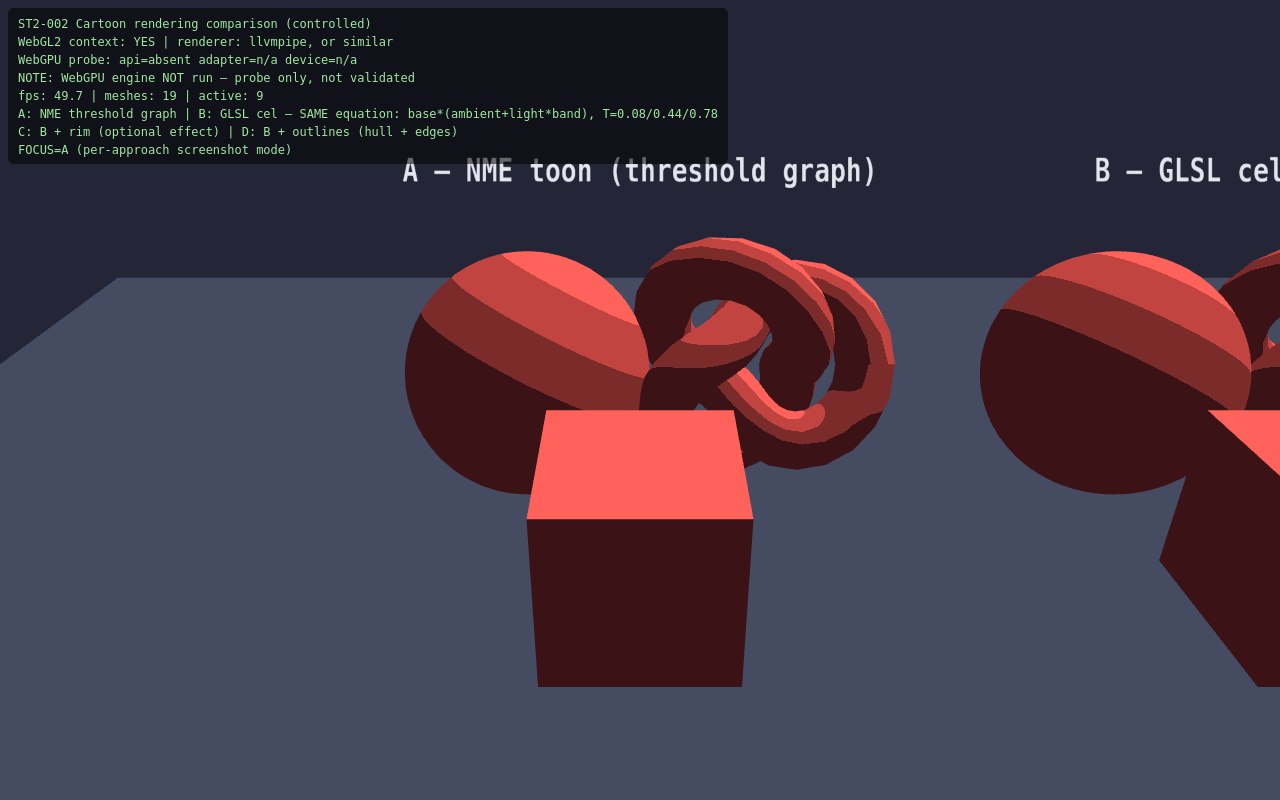 ST2-002 Cartoon rendering comparison (controlled)
WebGL2 context: YES | renderer: llvmpipe, or similar
WebGPU probe: api=absent adapter=n/a device=n/a
NOTE: WebGPU engine NOT run — probe only, not validated
fps: 49.7 | meshes: 19 | active: 9
A: NME threshold graph | B: GLSL cel — SAME equation: base*(ambient+light*band), T=0.08/0.44/0.78
C: B + rim (optional effect) | D: B + outlines (hull + edges)
FOCUS=A (per-approach screenshot mode)
A — NME toon (threshold graph)
B — GLSL cel